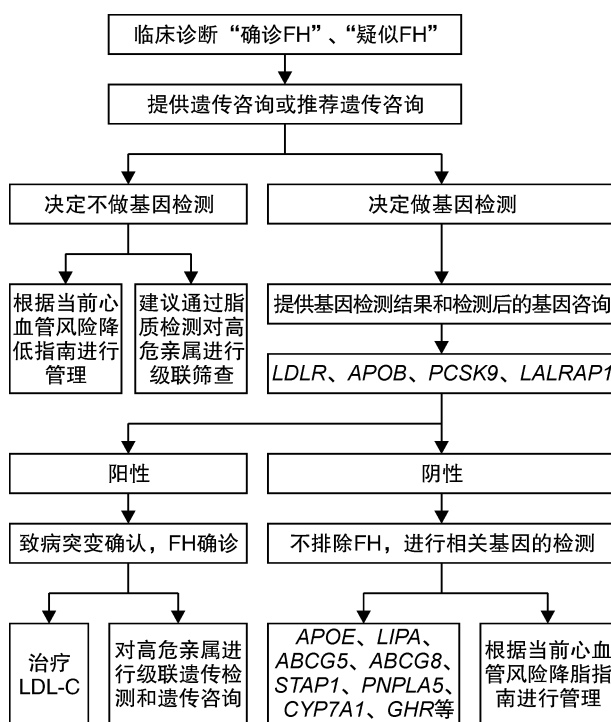 临床诊断“确诊FH”、“疑似FH”
提供遗传咨询或推荐遗传咨询
决定不做基因检测
决定做基因检测
根据当前心
血管风险降
低指南进行
管理
建议通过脂
质检测对高
危亲属进行
级联筛查
提供基因检测结果和检测后的基因咨询
LDLR、APOB、PCSK9、LALRAP1
阳性
阴性
致病突变确认，FH确诊
不排除FH，进行相关基因的检测
治疗
LDL-C
对高危亲属进
行级联遗传检
测和遗传咨询
APOE、LIPA、
ABCG5、ABCG8、
STAP1、PNPLA5、
CYP7A1、GHR等
根据当前心血
管风险降脂指
南进行管理